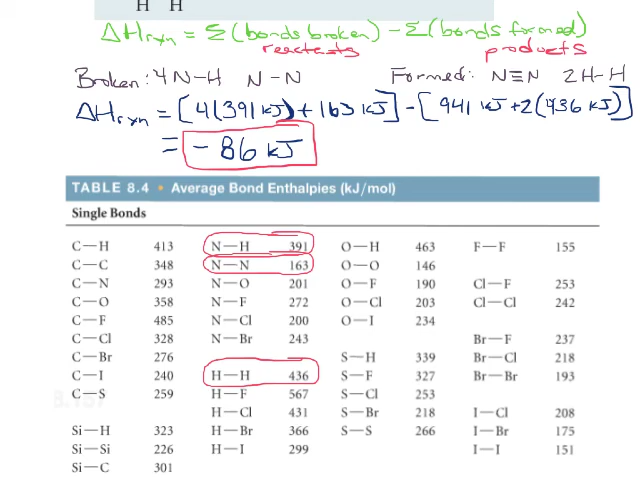 H H
ΔHrxn = Σ(bonds broken) - Σ(bonds formed)
reactants products
Broken: 4 N-H N-N Formed: N≡N 2 H-H
ΔHrxn = [4(391 kJ) + 163 kJ] - [941 kJ + 2(436 kJ)]
= -86 kJ
TABLE 8.4 • Average Bond Enthalpies (kJ/mol)
Single Bonds
C—H 413 N—H 391 O—H 463 F—F 155
C—C 348 N—N 163 O—O 146
C—N 293 N—O 201 O—F 190 Cl—F 253
C—O 358 N—F 272 O—Cl 203 Cl—Cl 242
C—F 485 N—Cl 200 O—I 234
C—Cl 328 N—Br 243 Br—F 237
C—Br 276 S—H 339 Br—Cl 218
C—I 240 H—H 436 S—F 327 Br—Br 193
C—S 259 H—F 567 S—Cl 253
H—Cl 431 S—Br 218 I—Cl 208
Si—H 323 H—Br 366 S—S 266 I—Br 175
Si—Si 226 H—I 299 I—I 151
Si—C 301